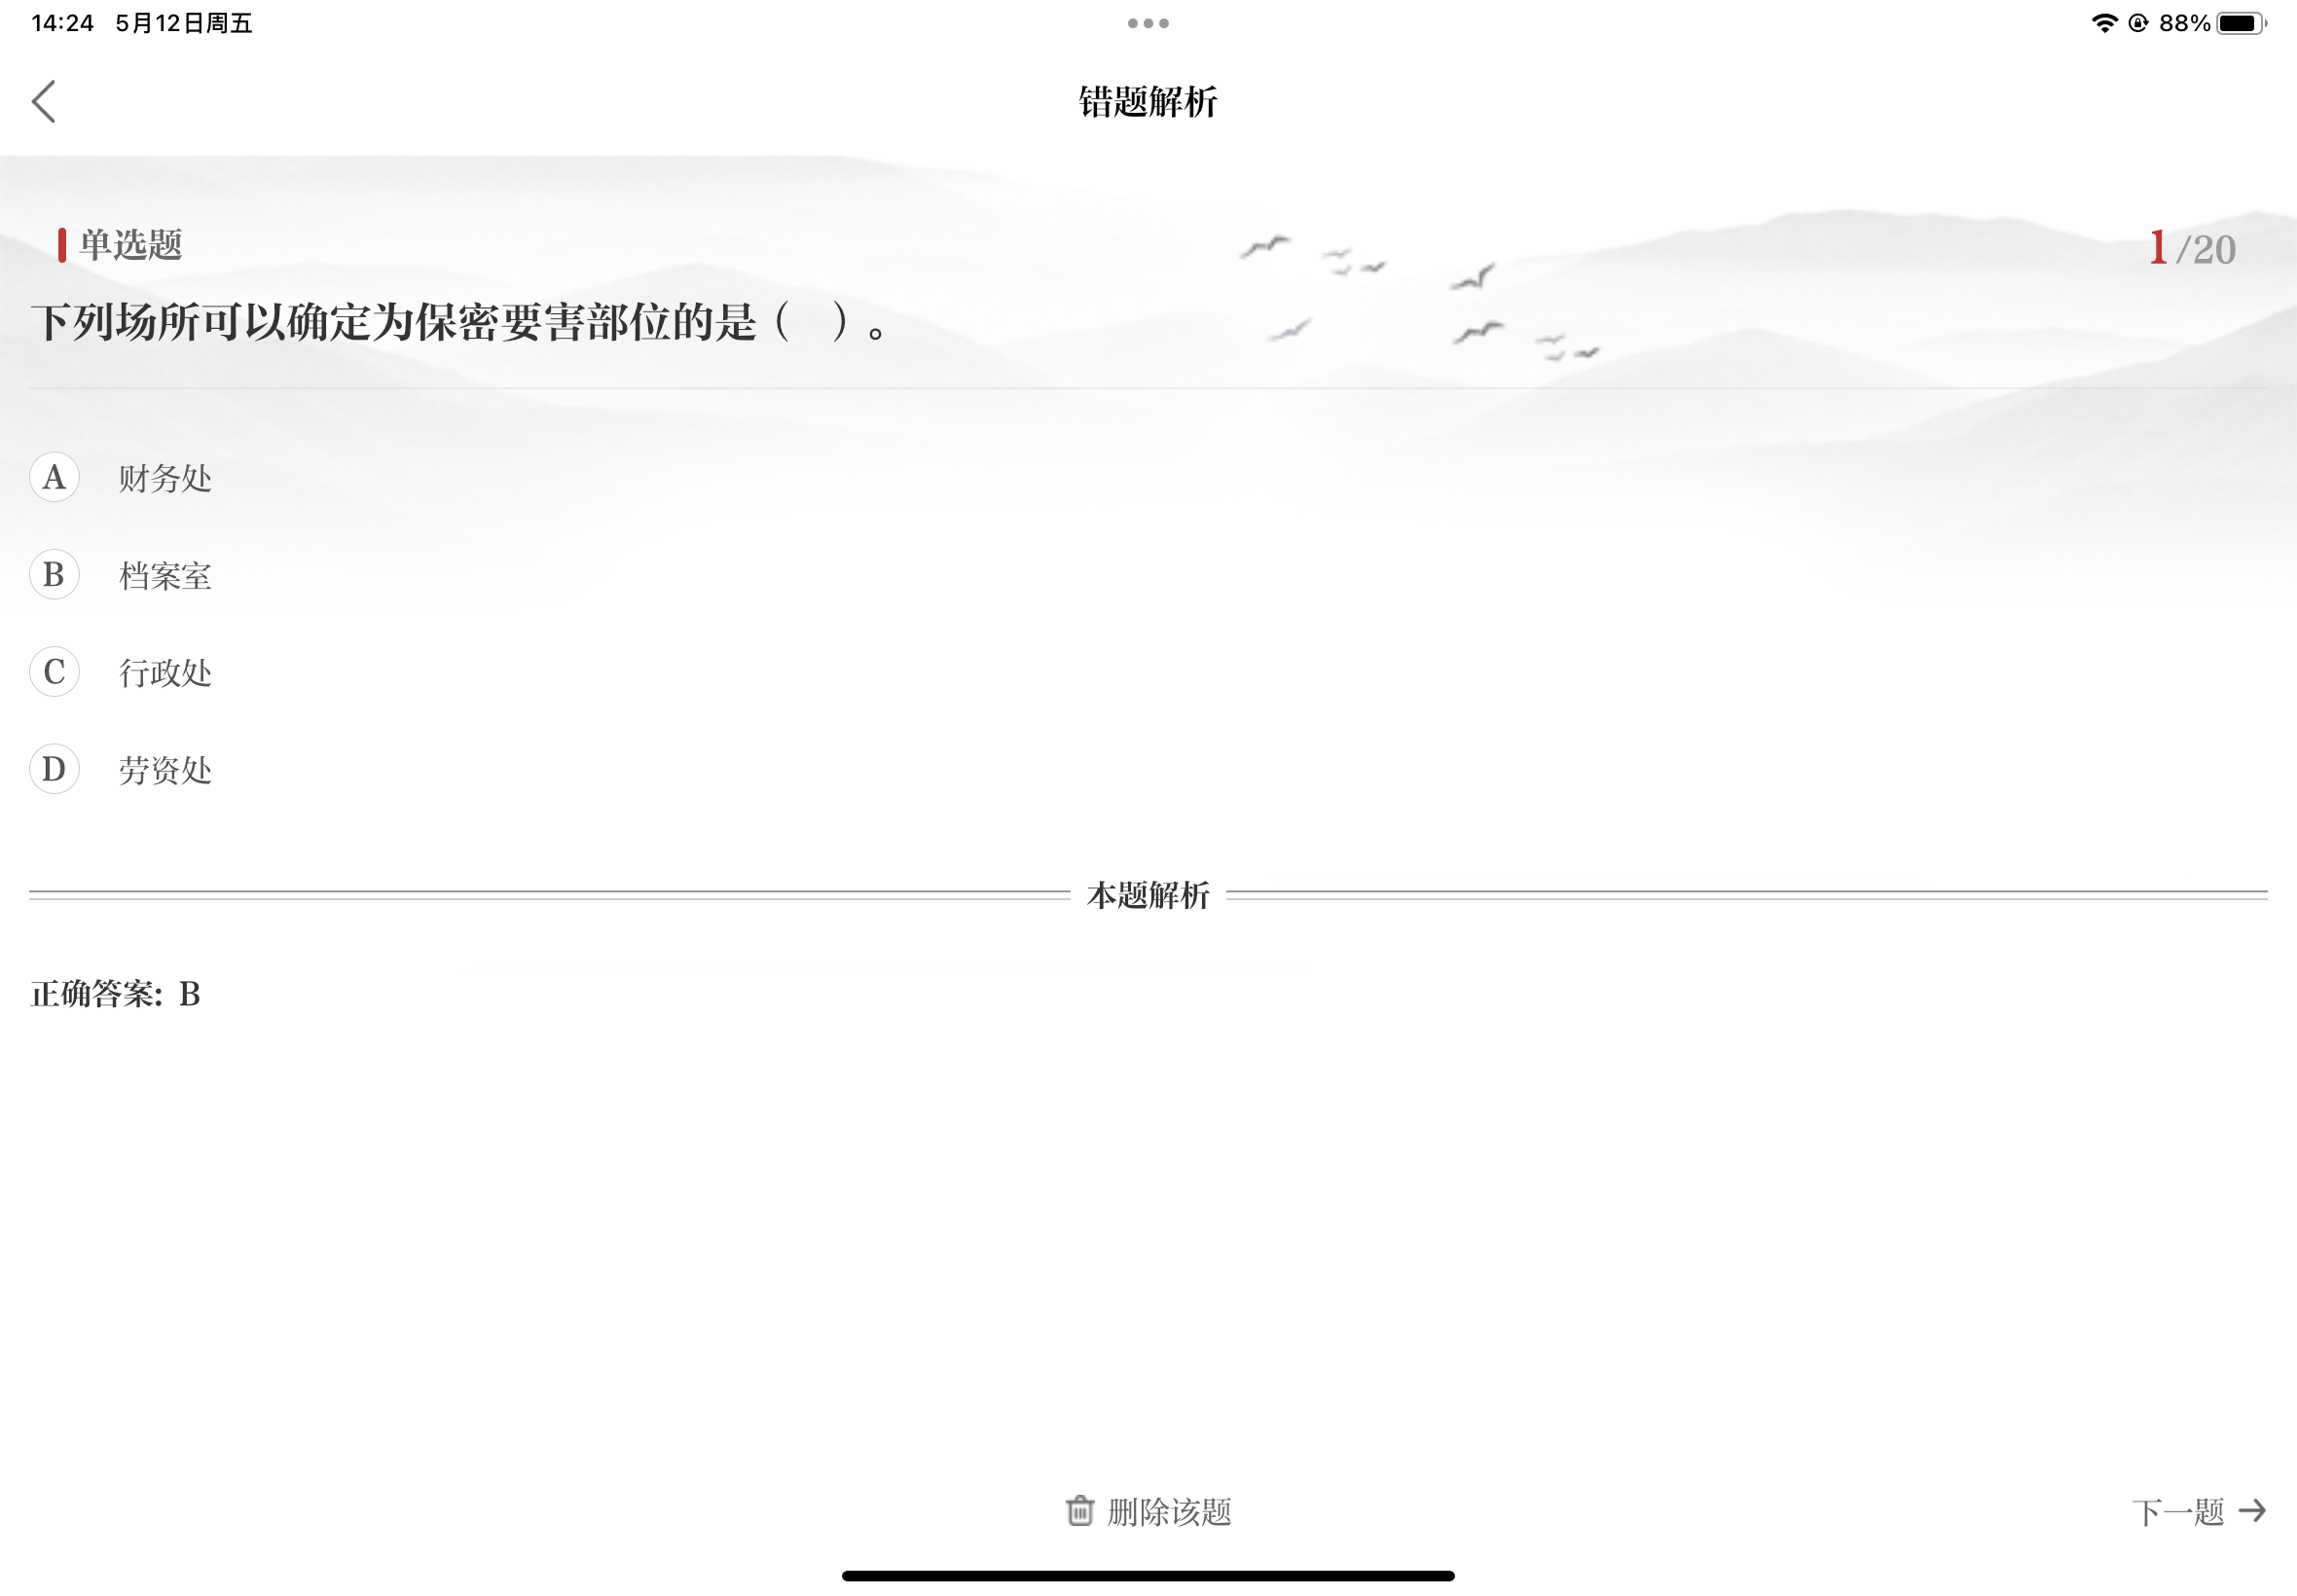 14:24 5月12日周五
88%
错题解析
单选题
1/20
下列场所可以确定为保密要害部位的是（ ）。
A 财务处
B 档案室
C 行政处
D 劳资处
本题解析
正确答案: B
删除该题
下一题